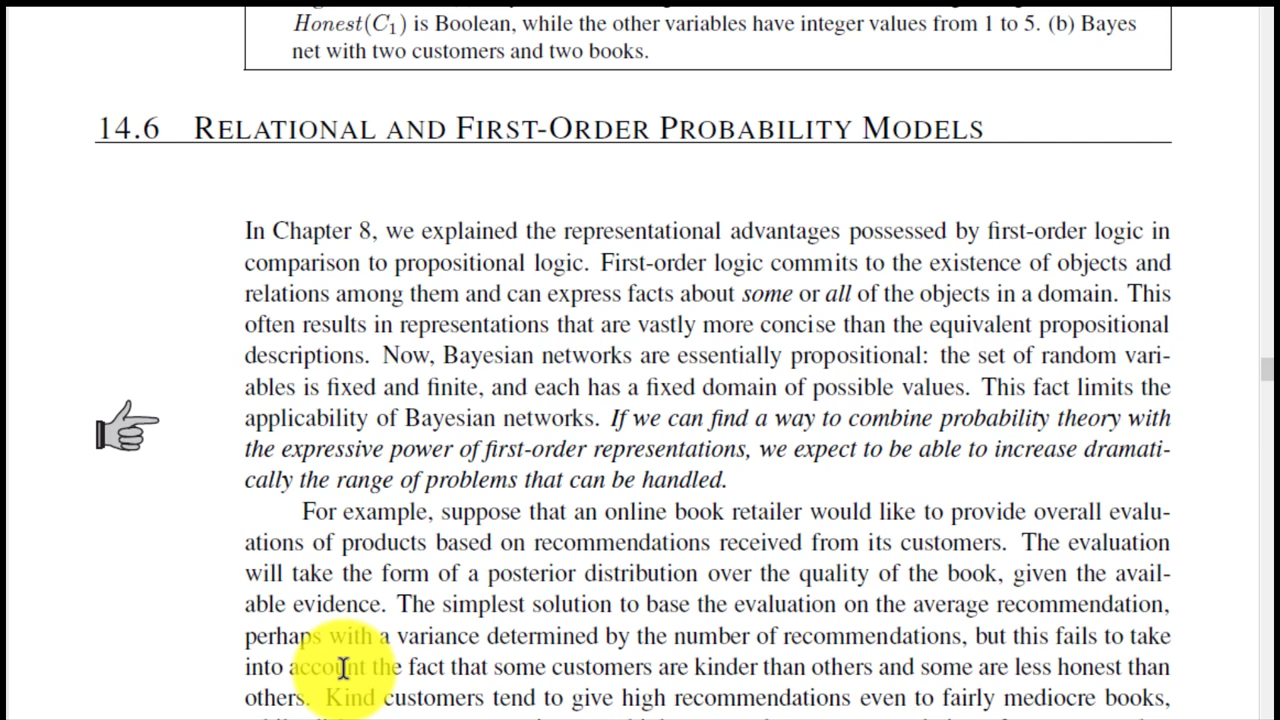 Honest(C1) is Boolean, while the other variables have integer values from 1 to 5. (b) Bayes
net with two customers and two books.
14.6 RELATIONAL AND FIRST-ORDER PROBABILITY MODELS
In Chapter 8, we explained the representational advantages possessed by first-order logic in
comparison to propositional logic. First-order logic commits to the existence of objects and
relations among them and can express facts about some or all of the objects in a domain. This
often results in representations that are vastly more concise than the equivalent propositional
descriptions. Now, Bayesian networks are essentially propositional: the set of random vari-
ables is fixed and finite, and each has a fixed domain of possible values. This fact limits the
applicability of Bayesian networks. If we can find a way to combine probability theory with
the expressive power of first-order representations, we expect to be able to increase dramati-
cally the range of problems that can be handled.
For example, suppose that an online book retailer would like to provide overall evalu-
ations of products based on recommendations received from its customers. The evaluation
will take the form of a posterior distribution over the quality of the book, given the avail-
able evidence. The simplest solution to base the evaluation on the average recommendation,
perhaps with a variance determined by the number of recommendations, but this fails to take
into account the fact that some customers are kinder than others and some are less honest than
others. Kind customers tend to give high recommendations even to fairly mediocre books,